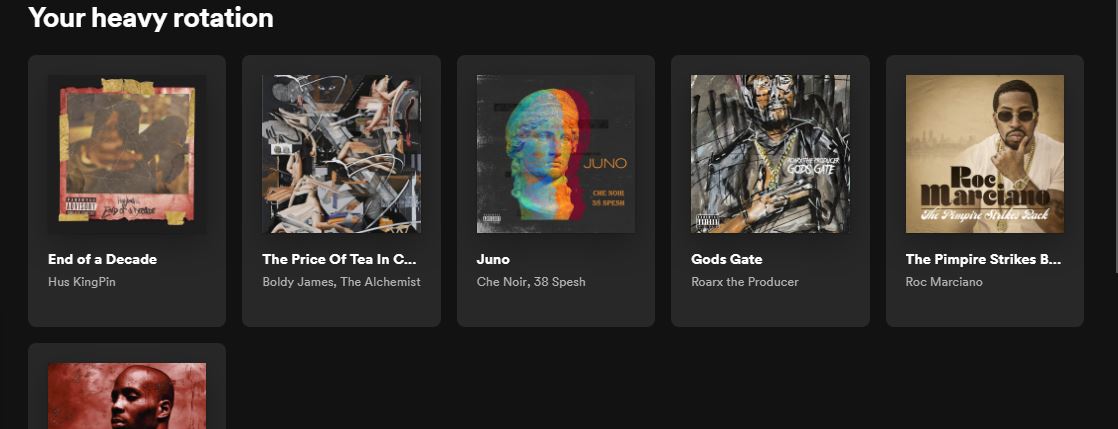 Your heavy rotation
End of a Decade
Hus KingPin
The Price Of Tea In C...
Boldy James, The Alchemist
JUNO
CHE NOIR
38 SPESH
Juno
Che Noir, 38 Spesh
ROARX THE PRODUCER
GODS GATE
Gods Gate
Roarx the Producer
Roc
Marciano
The Pimpire Strikes Back
The Pimpire Strikes B...
Roc Marciano